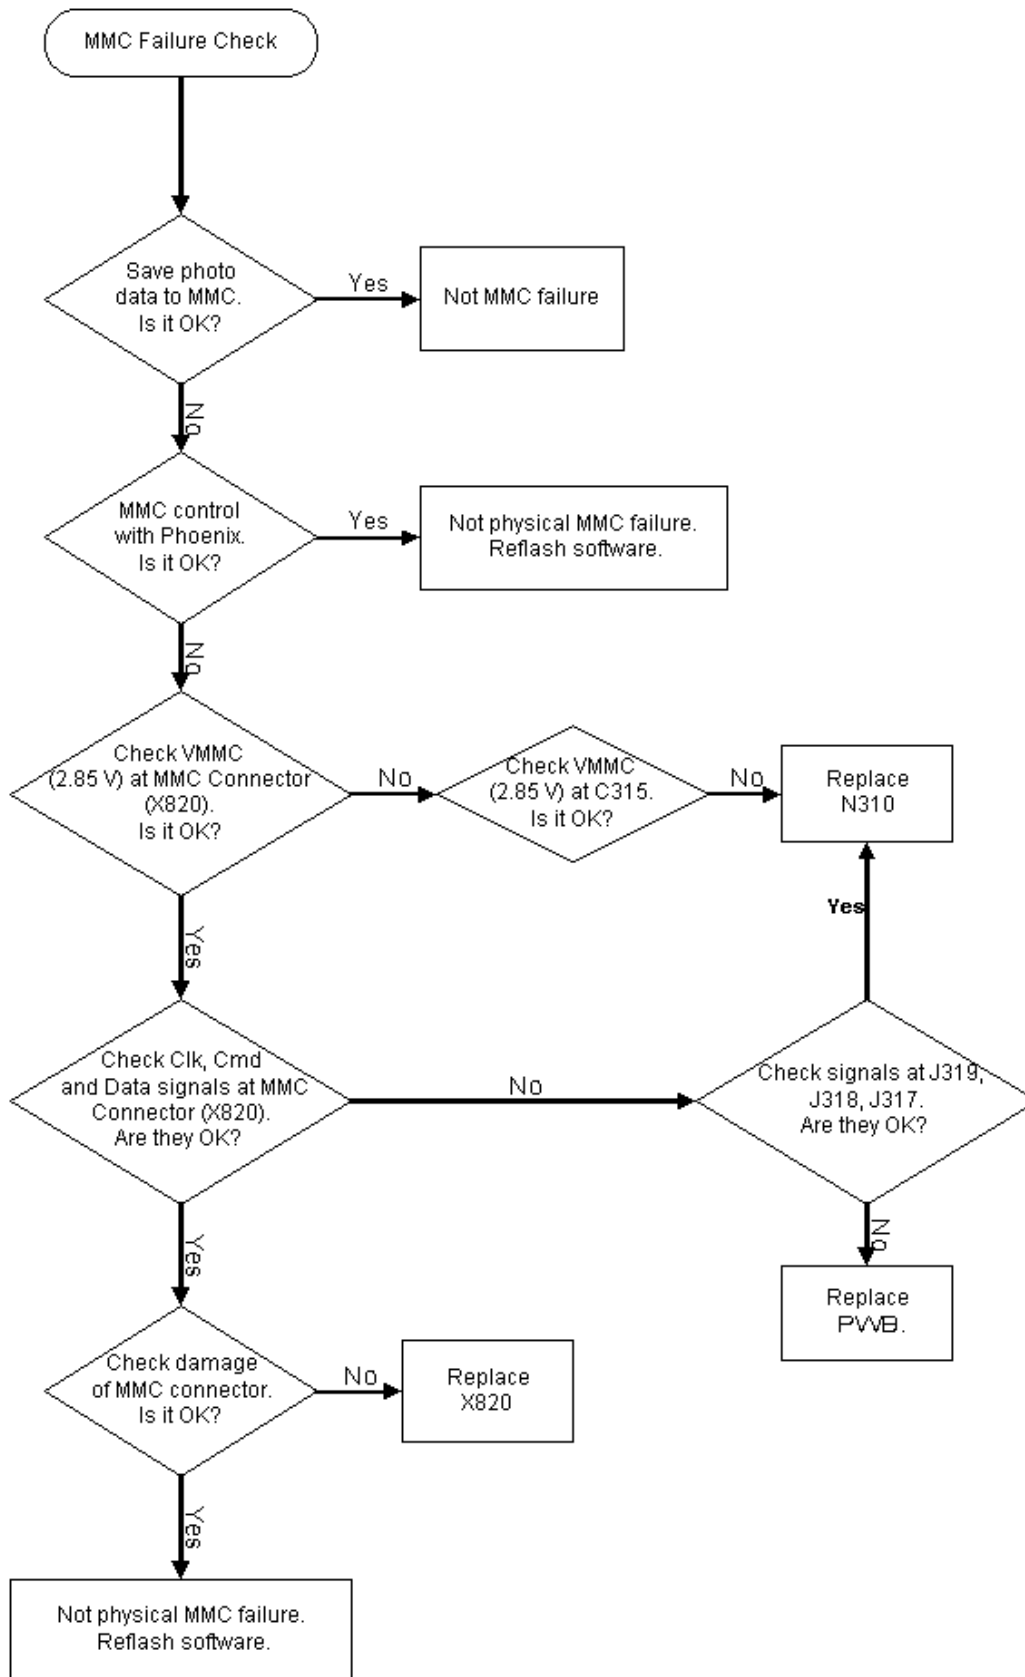 MMC Failure Check
Save photo
data to MMC.
Is it OK?
Yes
Not MMC failure
No
MMC control
with Phoenix.
Is it OK?
Yes
Not physical MMC failure.
Reflash software.
No
Check VMMC
(2.85 V) at MMC Connector
(X820).
Is it OK?
No
Check VMMC
(2.85 V) at C315.
Is it OK?
No
Replace
N310
Yes
Yes
Check Clk, Cmd
and Data signals at MMC
Connector (X820).
Are they OK?
No
Check signals at J319,
J318, J317.
Are they OK?
No
Replace
PWB.
Yes
Check damage
of MMC connector.
Is it OK?
No
Replace
X820
Yes
Not physical MMC failure.
Reflash software.